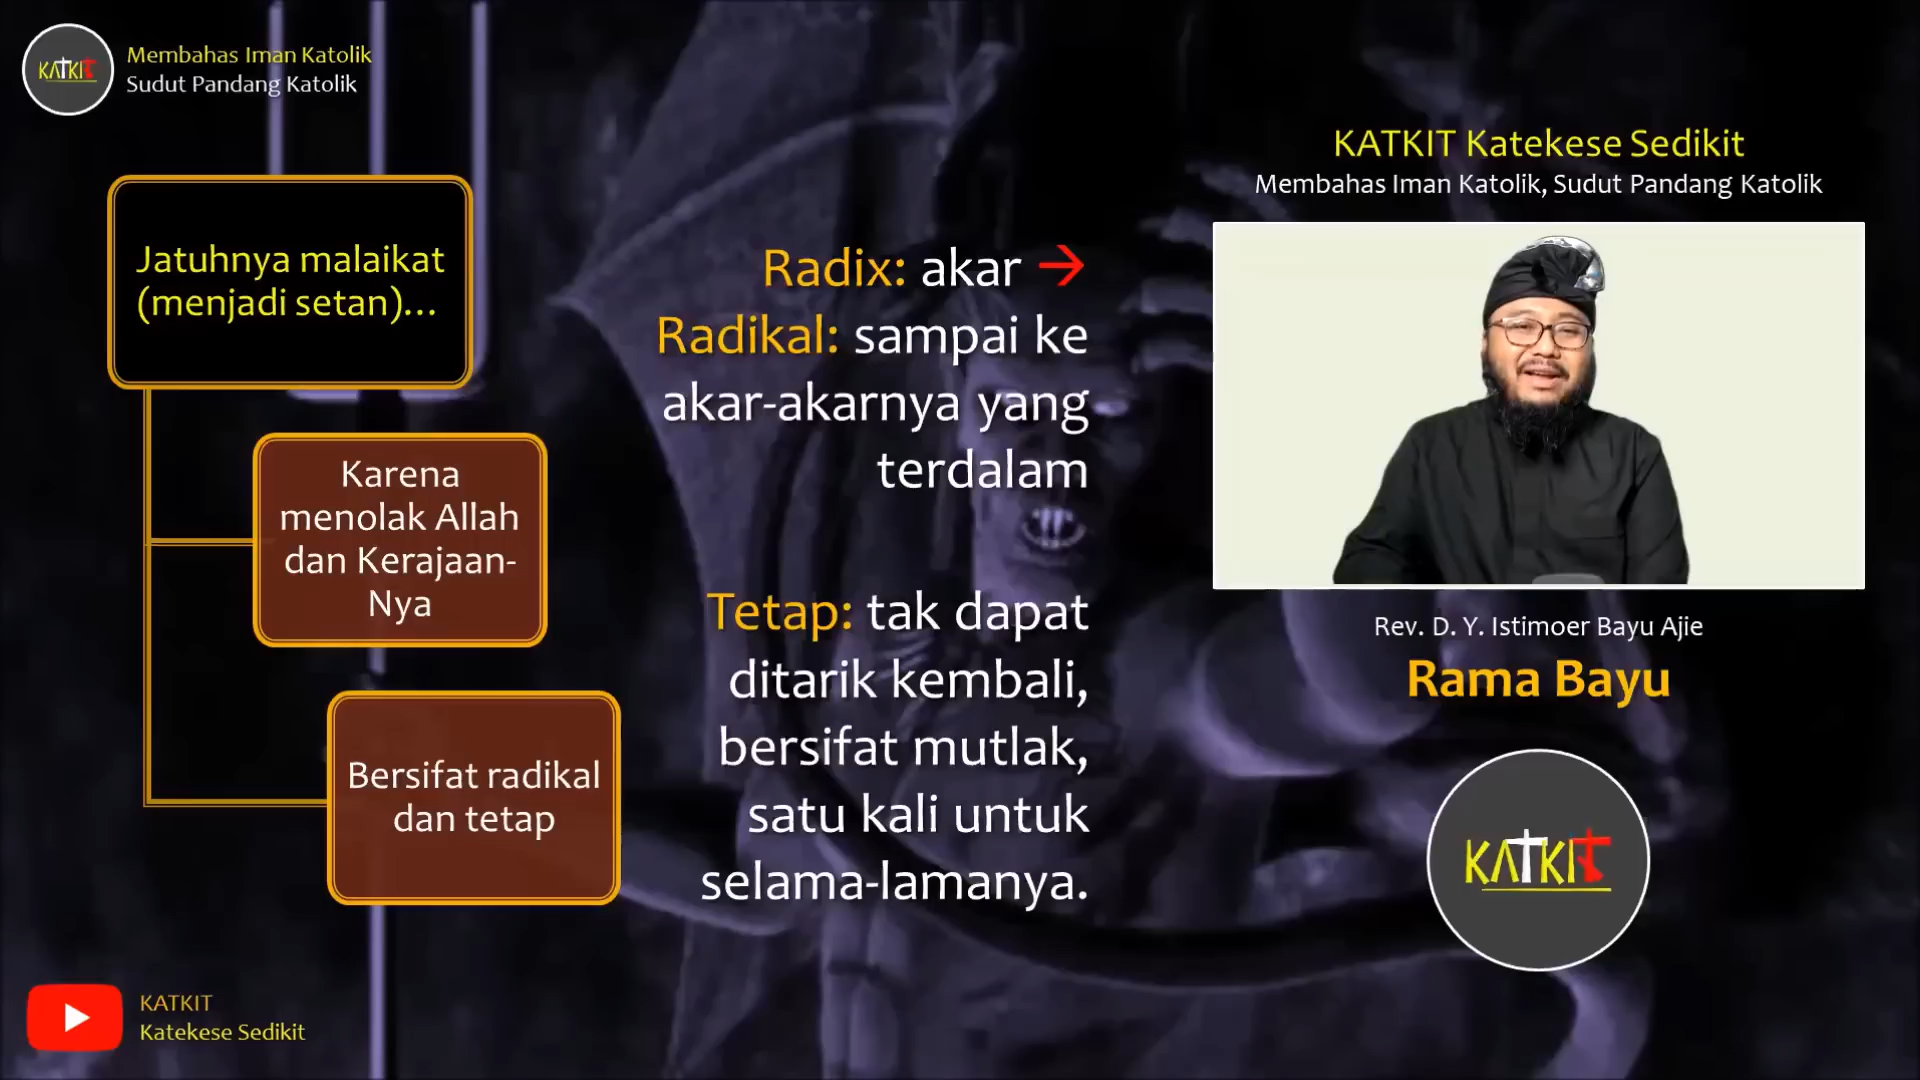 KATKIT
Membahas Iman Katolik
Sudut Pandang Katolik
Jatuhnya malaikat
(menjadi setan)...
Karena
menolak Allah
dan Kerajaan-
Nya
Bersifat radikal
dan tetap
Radix: akar →
Radikal: sampai ke
akar-akarnya yang
terdalam
Tetap: tak dapat
ditarik kembali,
bersifat mutlak,
satu kali untuk
selama-lamanya.
KATKIT Katekese Sedikit
Membahas Iman Katolik, Sudut Pandang Katolik
Rev. D. Y. Istimoer Bayu Ajie
Rama Bayu
KATKIT
KATKIT
Katekese Sedikit